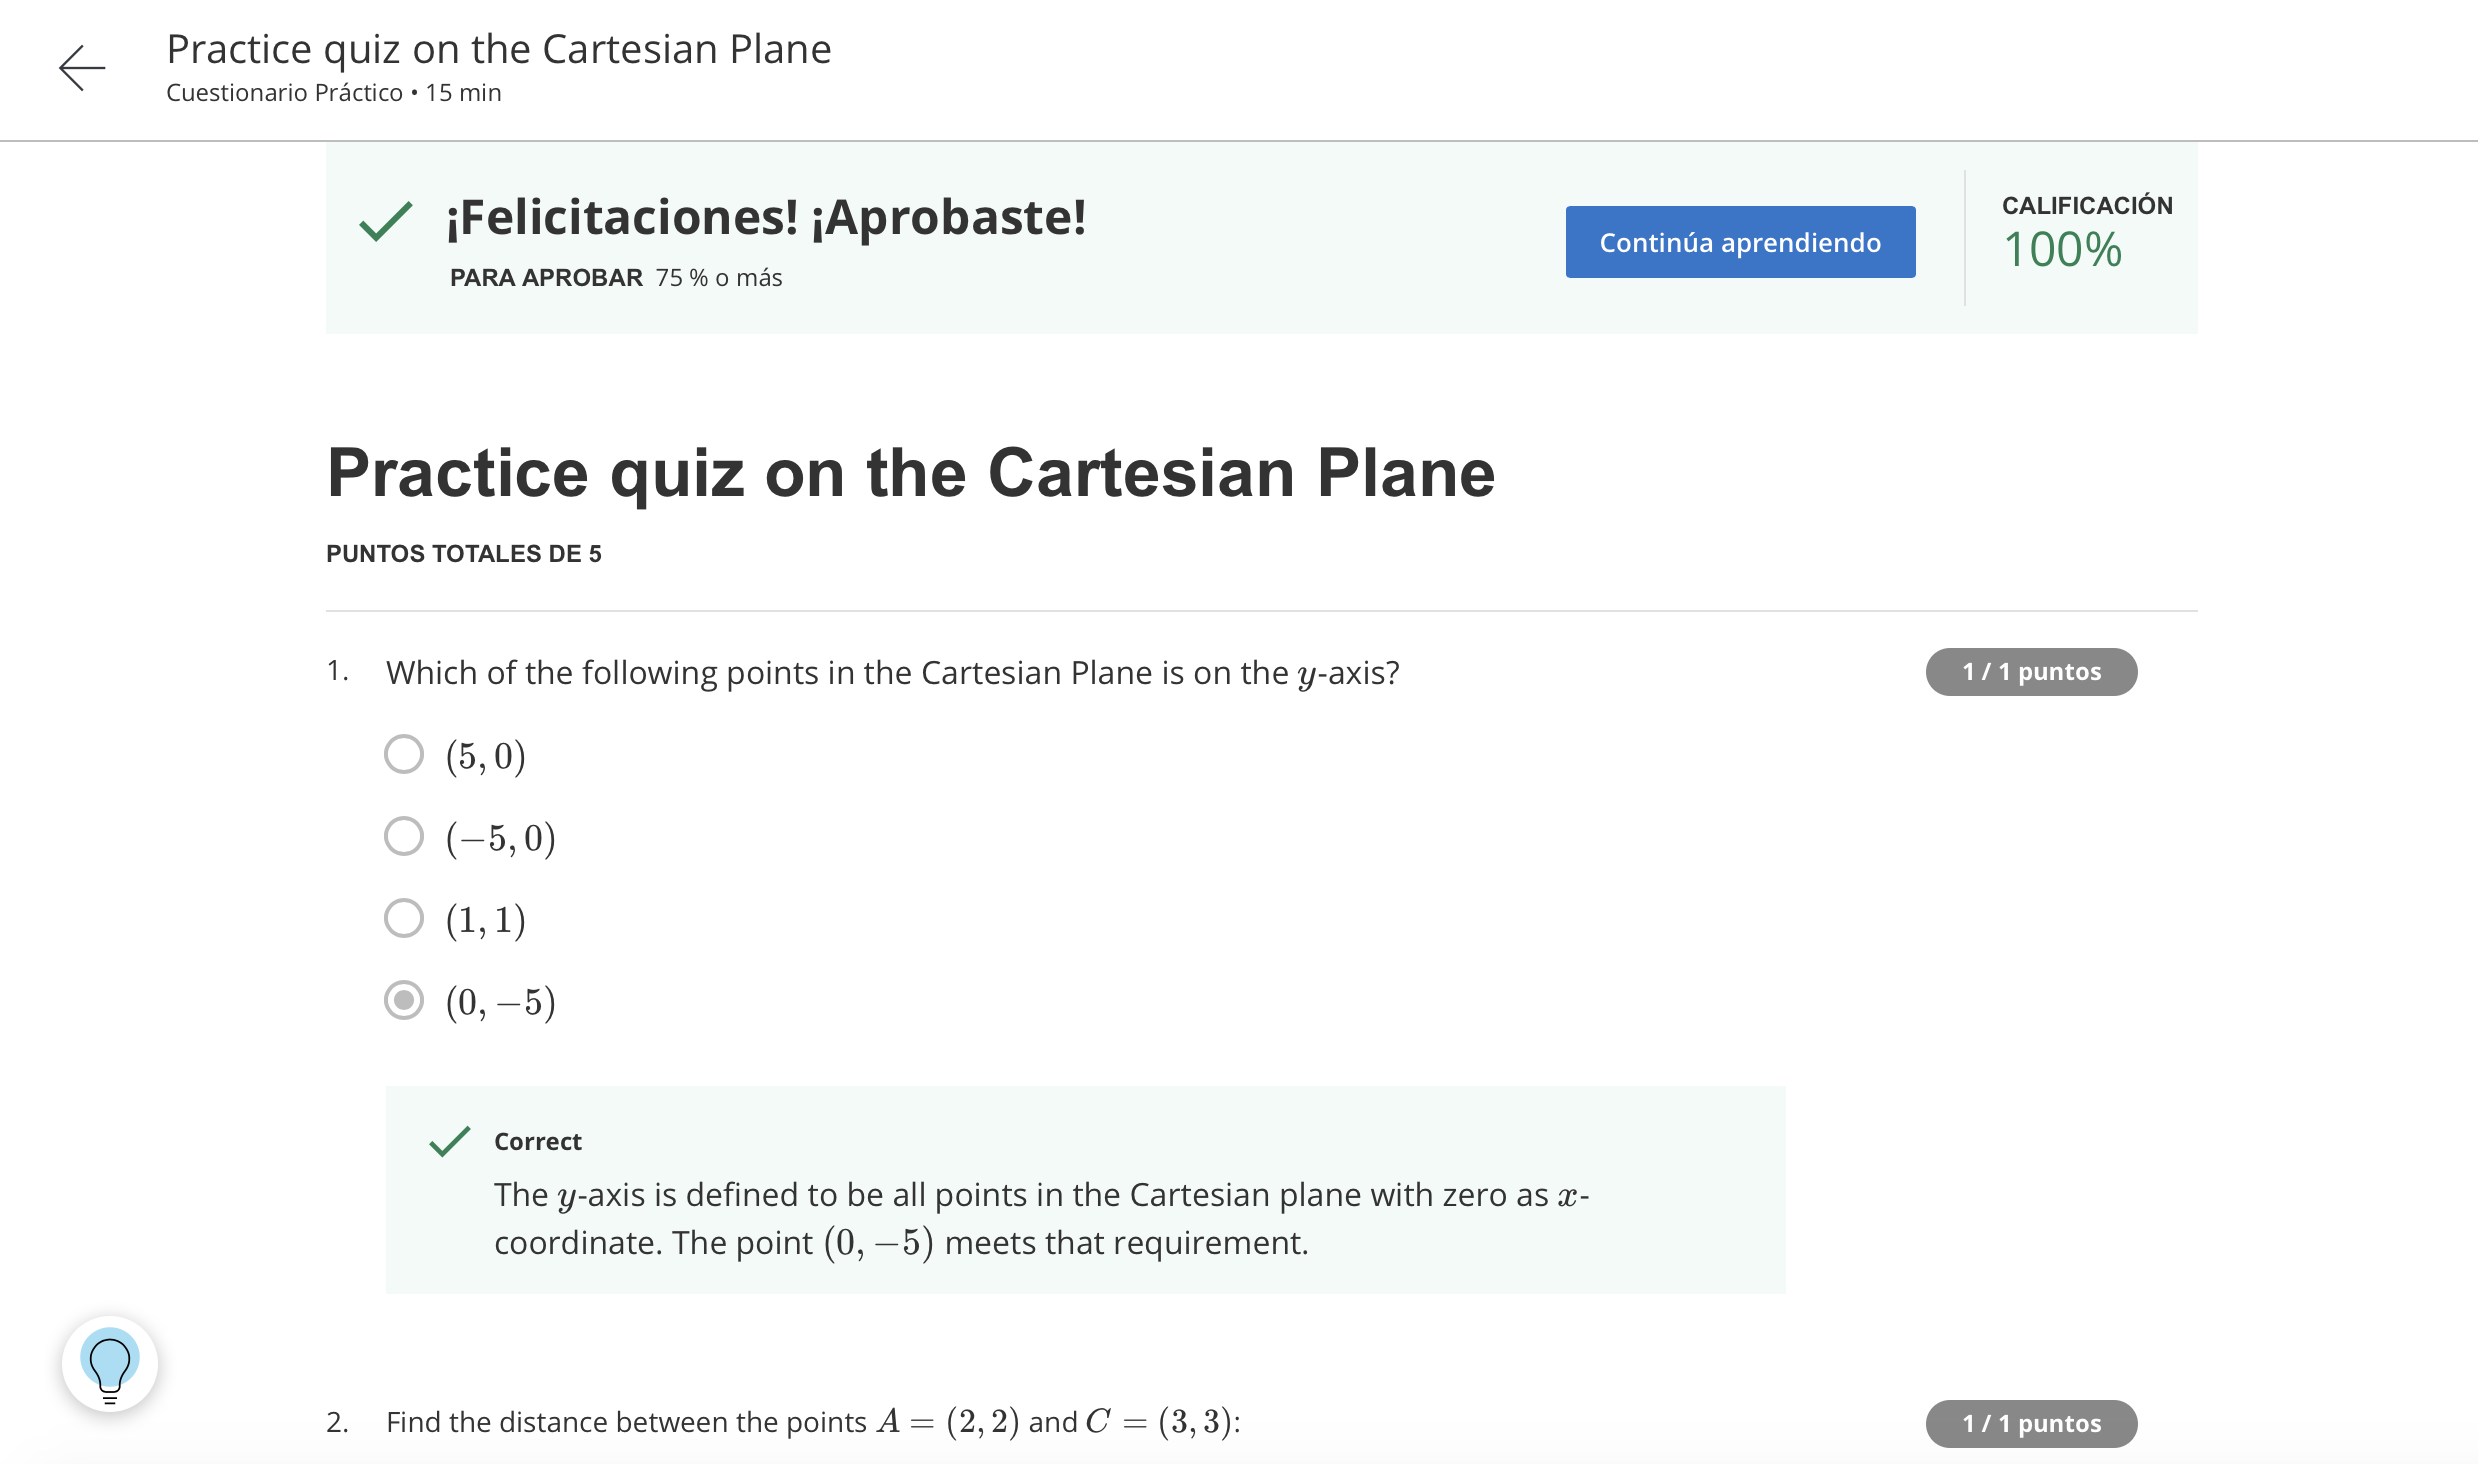 Practice quiz on the Cartesian Plane
Cuestionario Práctico • 15 min
¡Felicitaciones! ¡Aprobaste!
PARA APROBAR 75 % o más
Continúa aprendiendo
CALIFICACIÓN
100%
Practice quiz on the Cartesian Plane
PUNTOS TOTALES DE 5
1. Which of the following points in the Cartesian Plane is on the y-axis?
1 / 1 puntos
(5, 0)
(−5, 0)
(1, 1)
(0, −5)
Correct
The y-axis is defined to be all points in the Cartesian plane with zero as x-
coordinate. The point (0, −5) meets that requirement.
2. Find the distance between the points A = (2, 2) and C = (3, 3):
1 / 1 puntos